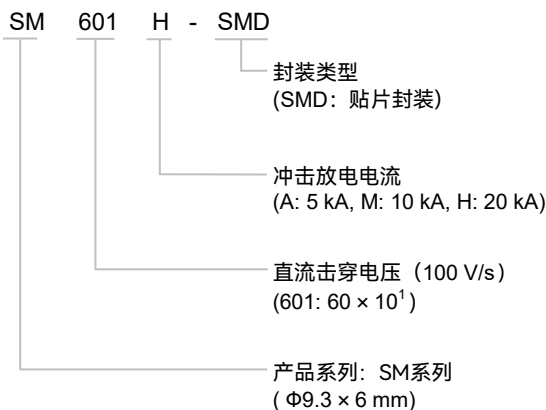 SM 601 H - SMD
封装类型
(SMD：贴片封装)
冲击放电电流
(A: 5 kA, M: 10 kA, H: 20 kA)
直流击穿电压（100 V/s）
(601: 60 × 10¹)
产品系列：SM系列
( Φ9.3 × 6 mm)